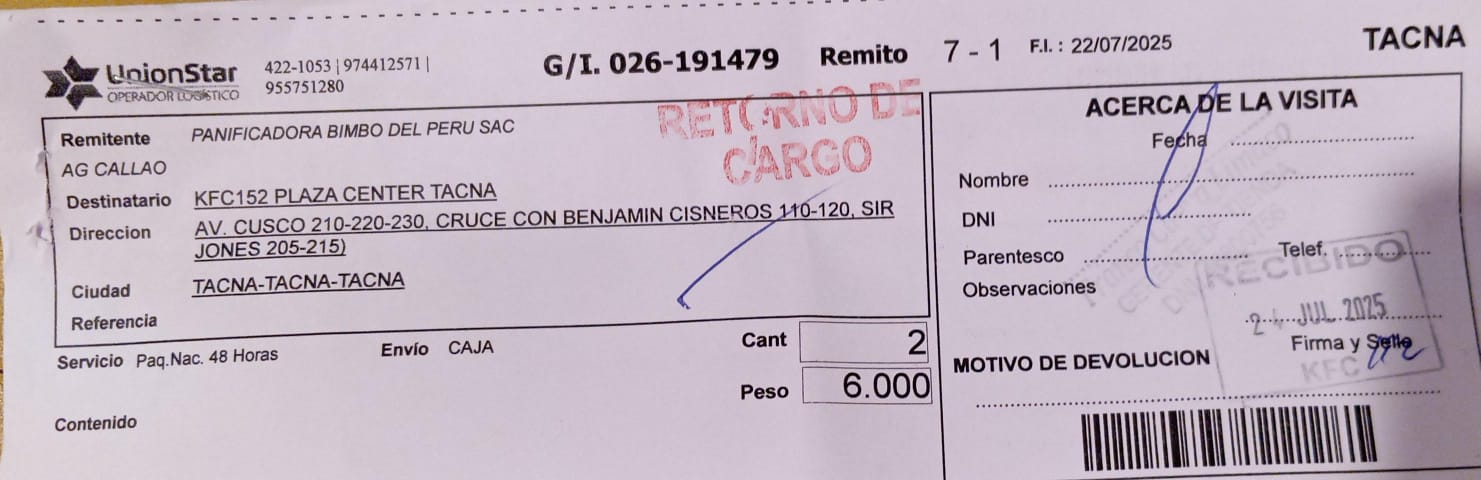 UnionStar
OPERADOR LOGÍSTICO
422-1053 | 974412571 |
955751280
G/I. 026-191479 Remito 7 - 1 F.I. : 22/07/2025
TACNA
Remitente PANIFICADORA BIMBO DEL PERU SAC
AG CALLAO
RETORNO DE
CARGO
Destinatario KFC152 PLAZA CENTER TACNA
Direccion AV. CUSCO 210-220-230, CRUCE CON BENJAMIN CISNEROS 110-120, SIR
JONES 205-215)
Ciudad TACNA-TACNA-TACNA
Referencia
Servicio Paq.Nac. 48 Horas Envío CAJA
Cant 2
Peso 6.000
Contenido
ACERCA DE LA VISITA
Fecha
Nombre
DNI
Parentesco Telef.
Observaciones
RECIBIDO
24 JUL 2025
Firma y Sello
KFC
MOTIVO DE DEVOLUCION